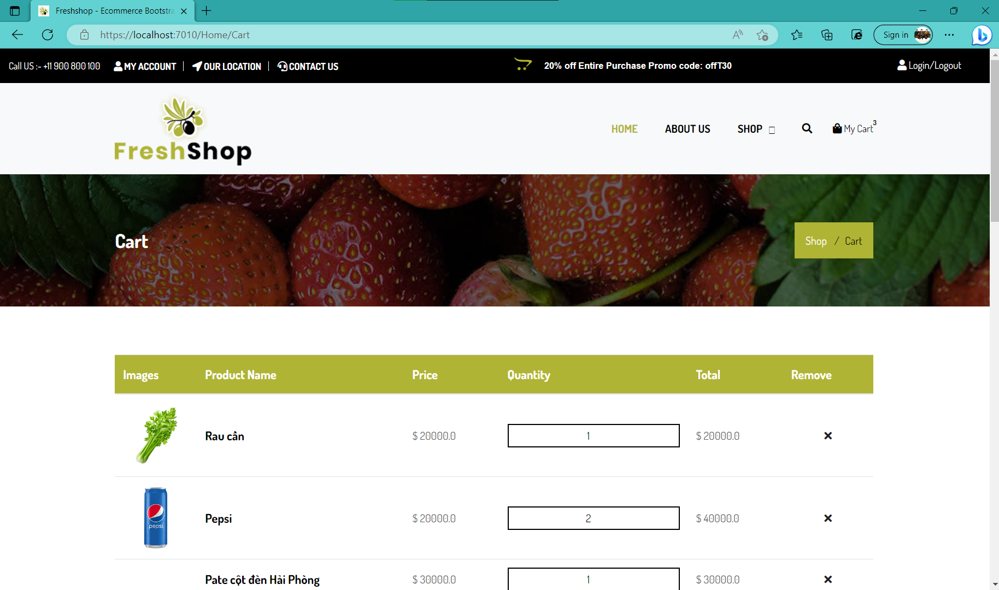 Freshshop - Ecommerce Bootstra
https://localhost:7010/Home/Cart
Sign in
Call US :- +11 900 800 100
MY ACCOUNT
OUR LOCATION
CONTACT US
20% off Entire Purchase Promo code: offT30
Login/Logout
FreshShop
HOME
ABOUT US
SHOP
My Cart 3
Cart
Shop / Cart
Images Product Name Price Quantity Total Remove
Rau cần $ 20000.0 1 $ 20000.0
pepsi
Pepsi $ 20000.0 2 $ 40000.0
Pate cột đèn Hải Phòng $ 30000.0 1 $ 30000.0